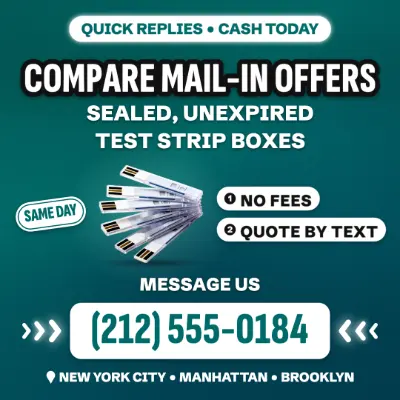 QUICK REPLIES • CASH TODAY
COMPARE MAIL-IN OFFERS
SEALED, UNEXPIRED
TEST STRIP BOXES
SAME DAY
1 NO FEES
2 QUOTE BY TEXT
MESSAGE US
(212) 555-0184
NEW YORK CITY • MANHATTAN • BROOKLYN